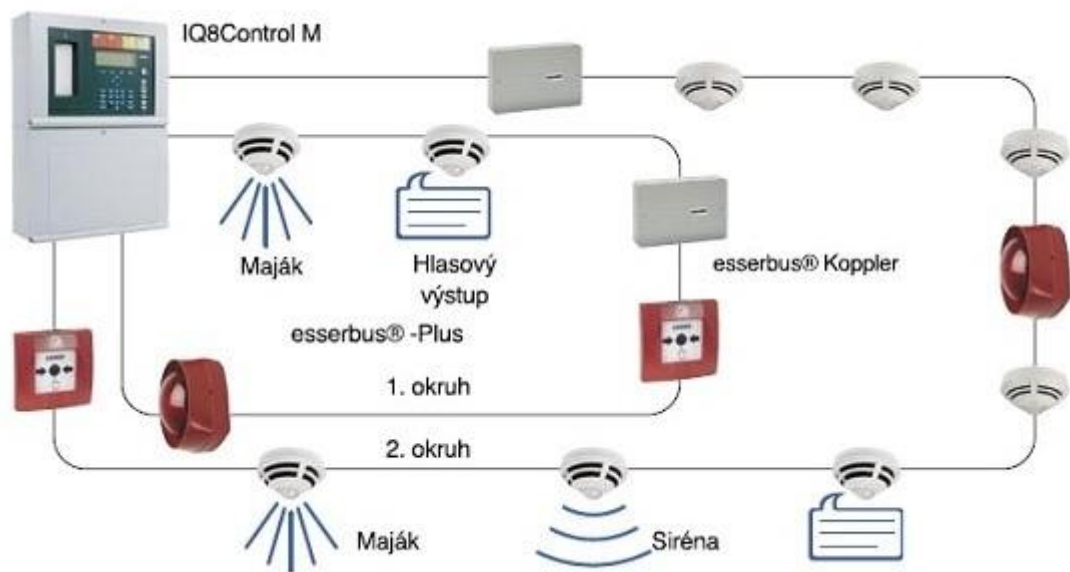 IQ8Control M
Maják
Hlasový
výstup
esserbus® Koppler
esserbus® -Plus
1. okruh
2. okruh
Maják
Siréna